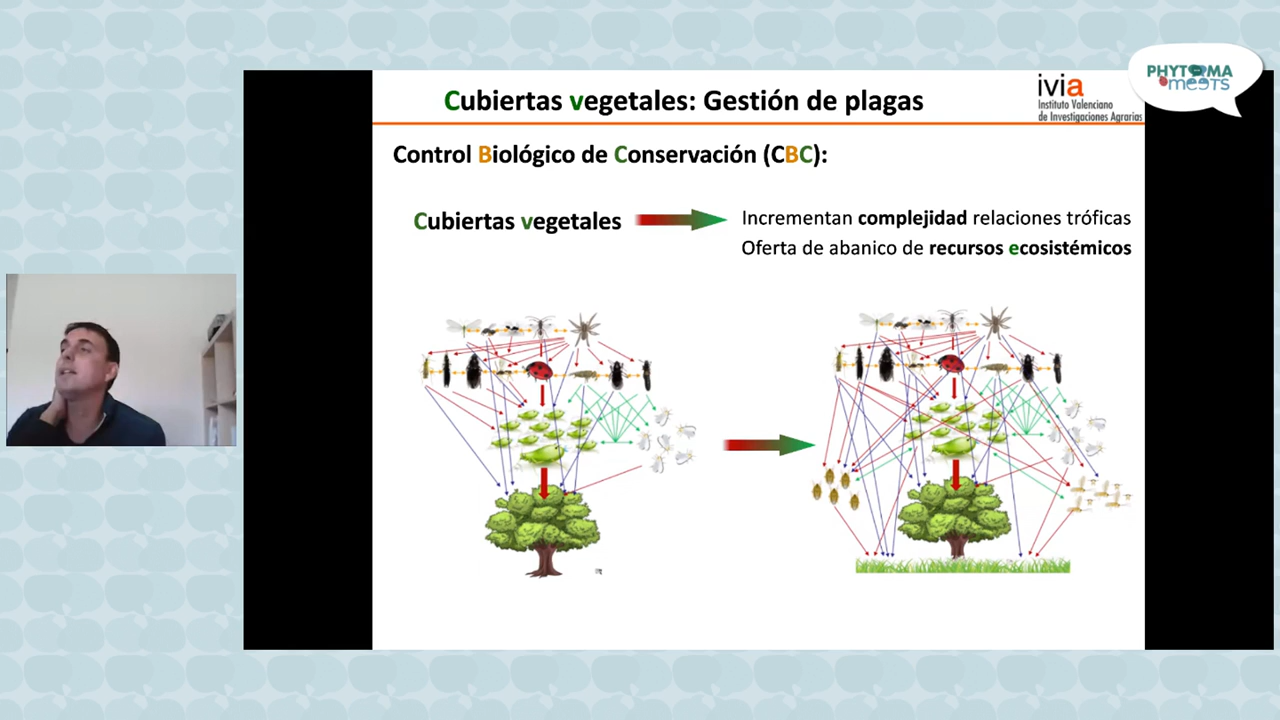 PHYTOMA
meets
Cubiertas vegetales: Gestión de plagas
ivia
Instituto Valenciano
de Investigaciones Agrarias
Control Biológico de Conservación (CBC):
Cubiertas vegetales
Incrementan complejidad relaciones tróficas
Oferta de abanico de recursos ecosistémicos